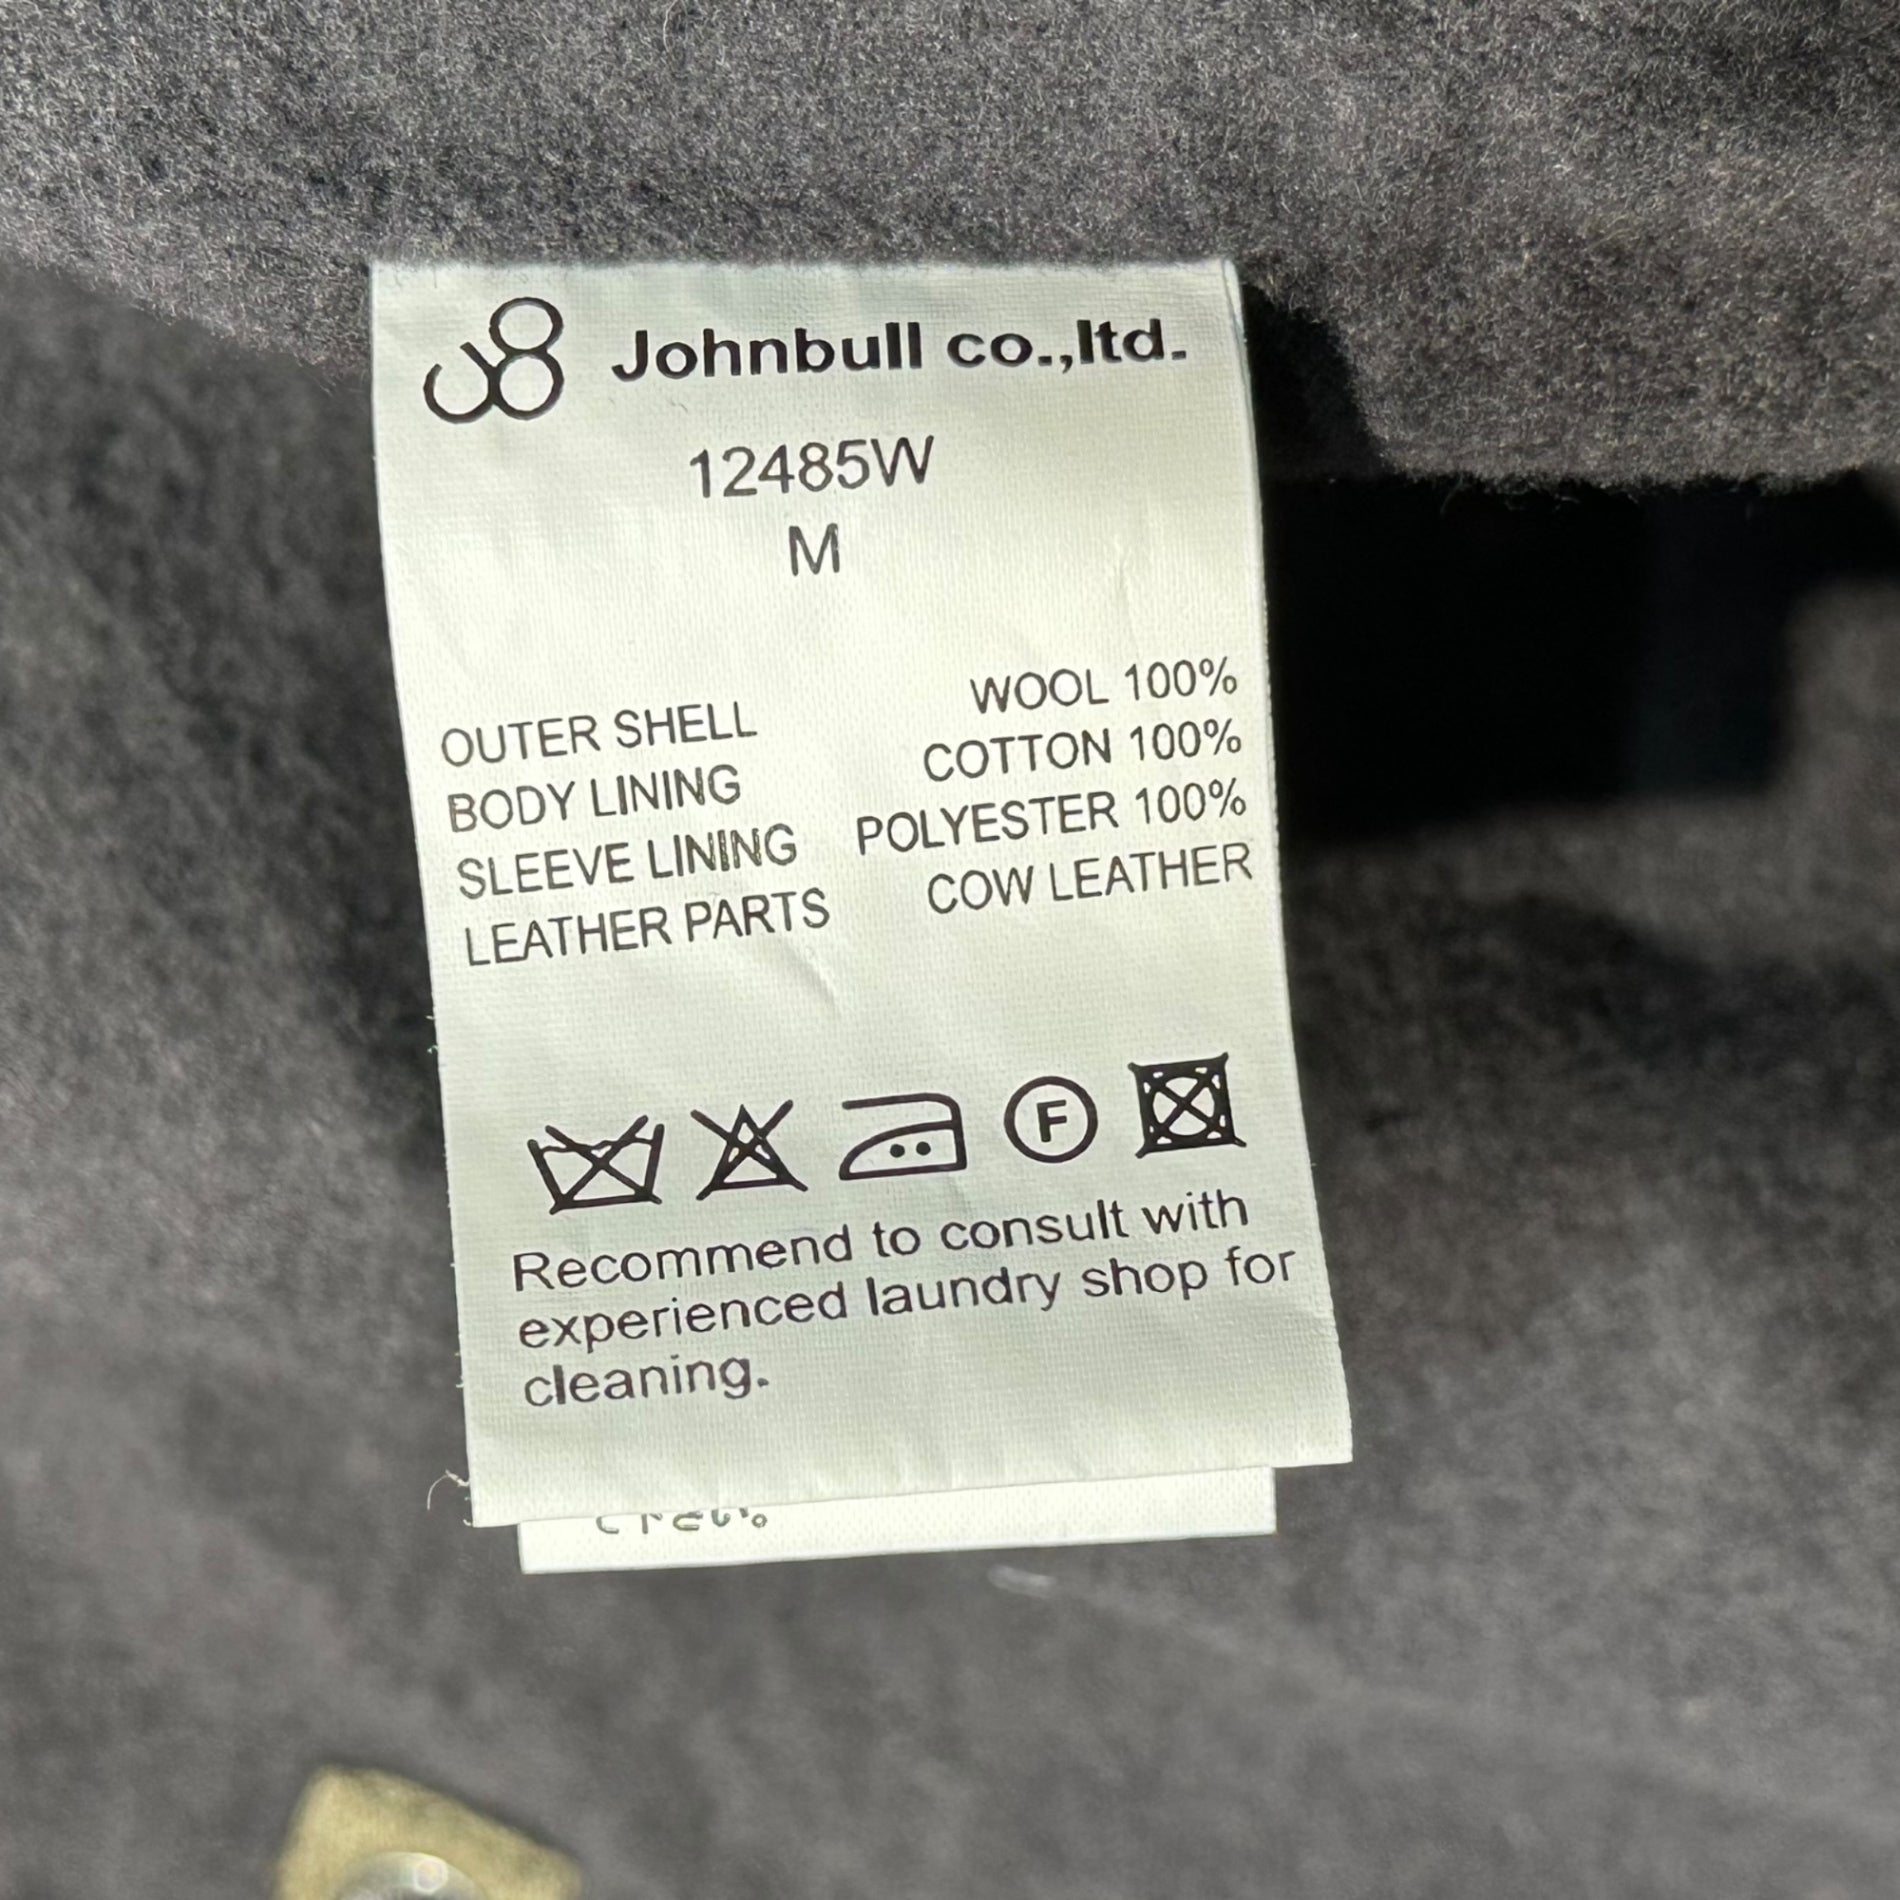 Johnbull co.,ltd.
12485W
M
OUTER SHELL WOOL 100%
BODY LINING COTTON 100%
SLEEVE LINING POLYESTER 100%
LEATHER PARTS COW LEATHER
F
Recommend to consult with
experienced laundry shop for
cleaning.